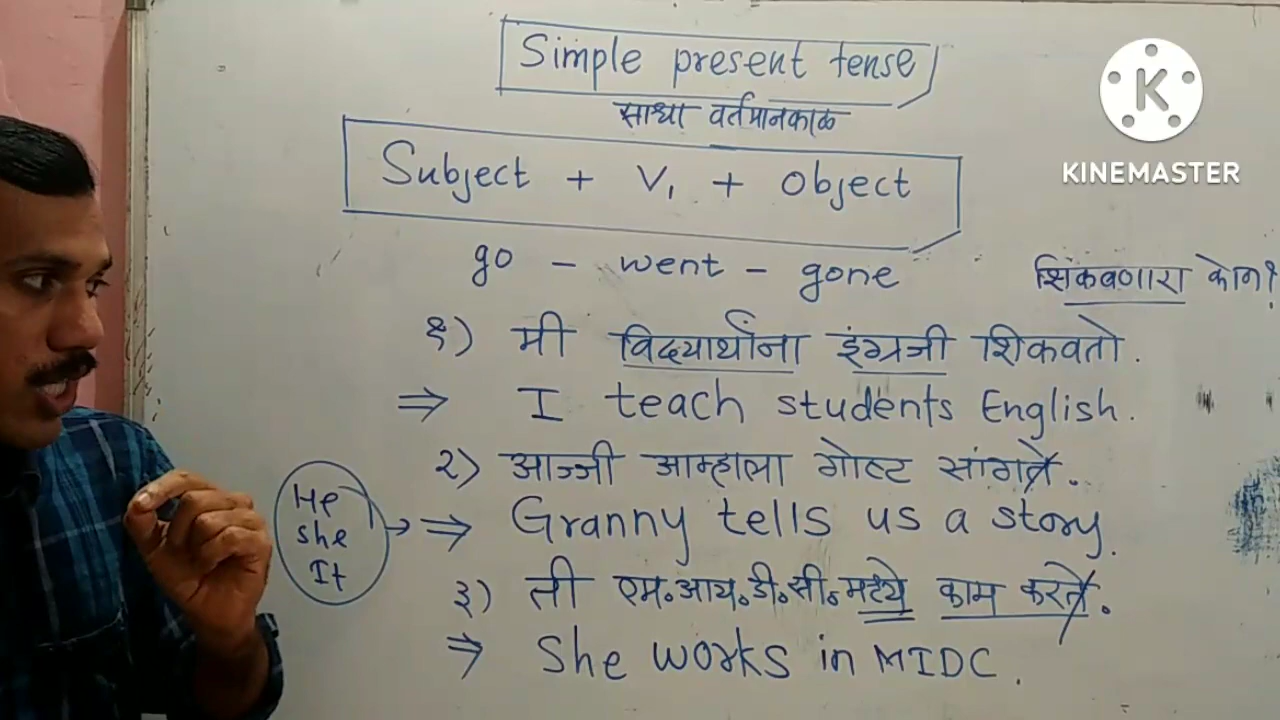 Simple present tense
साधा वर्तमानकाळ
Subject + V₁ + Object
go - went - gone
शिकवणारा कोण?
१) मी विद्यार्थांना इंग्रजी शिकवतो.
⇒ I teach students English.
२) आज्जी आम्हाला गोष्ट सांगते.
He
she
It
→ ⇒ Granny tells us a story.
३) ती एम.आय.डी.सी.मध्ये काम करते.
⇒ She works in MIDC.
KINEMASTER